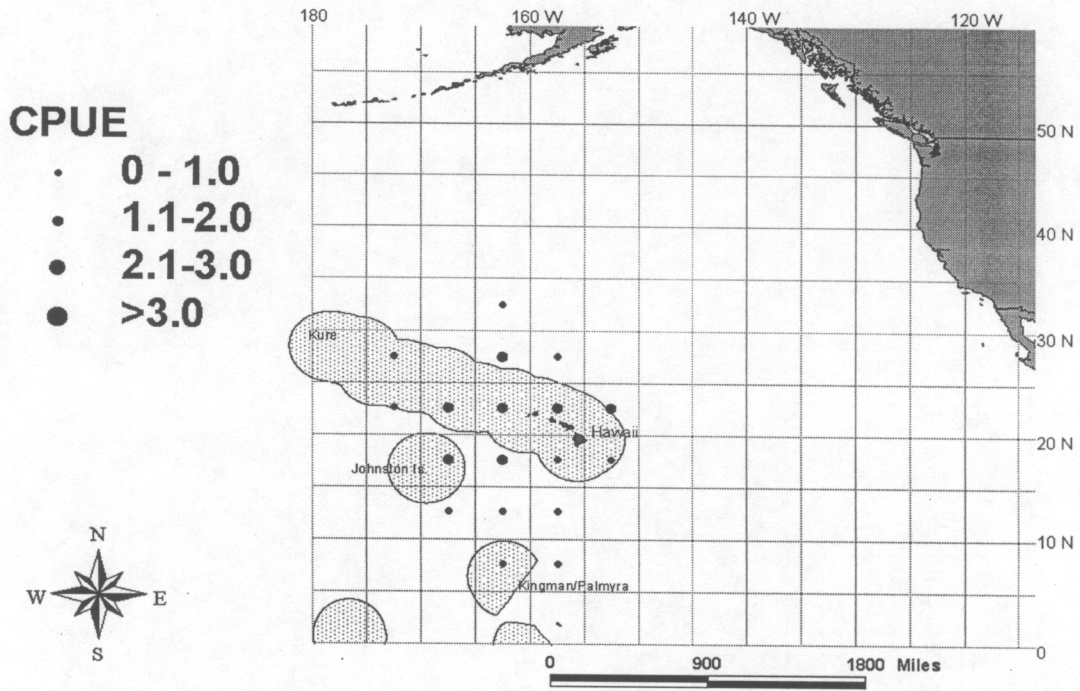 180 160 W 140 W 120 W
CPUE
0 - 1.0
1.1-2.0
2.1-3.0
>3.0
50 N
40 N
30 N
20 N
10 N
0
Kure
Hawaii
Johnston Is.
Kingman/Palmyra
N
W E
S
0 900 1800 Miles